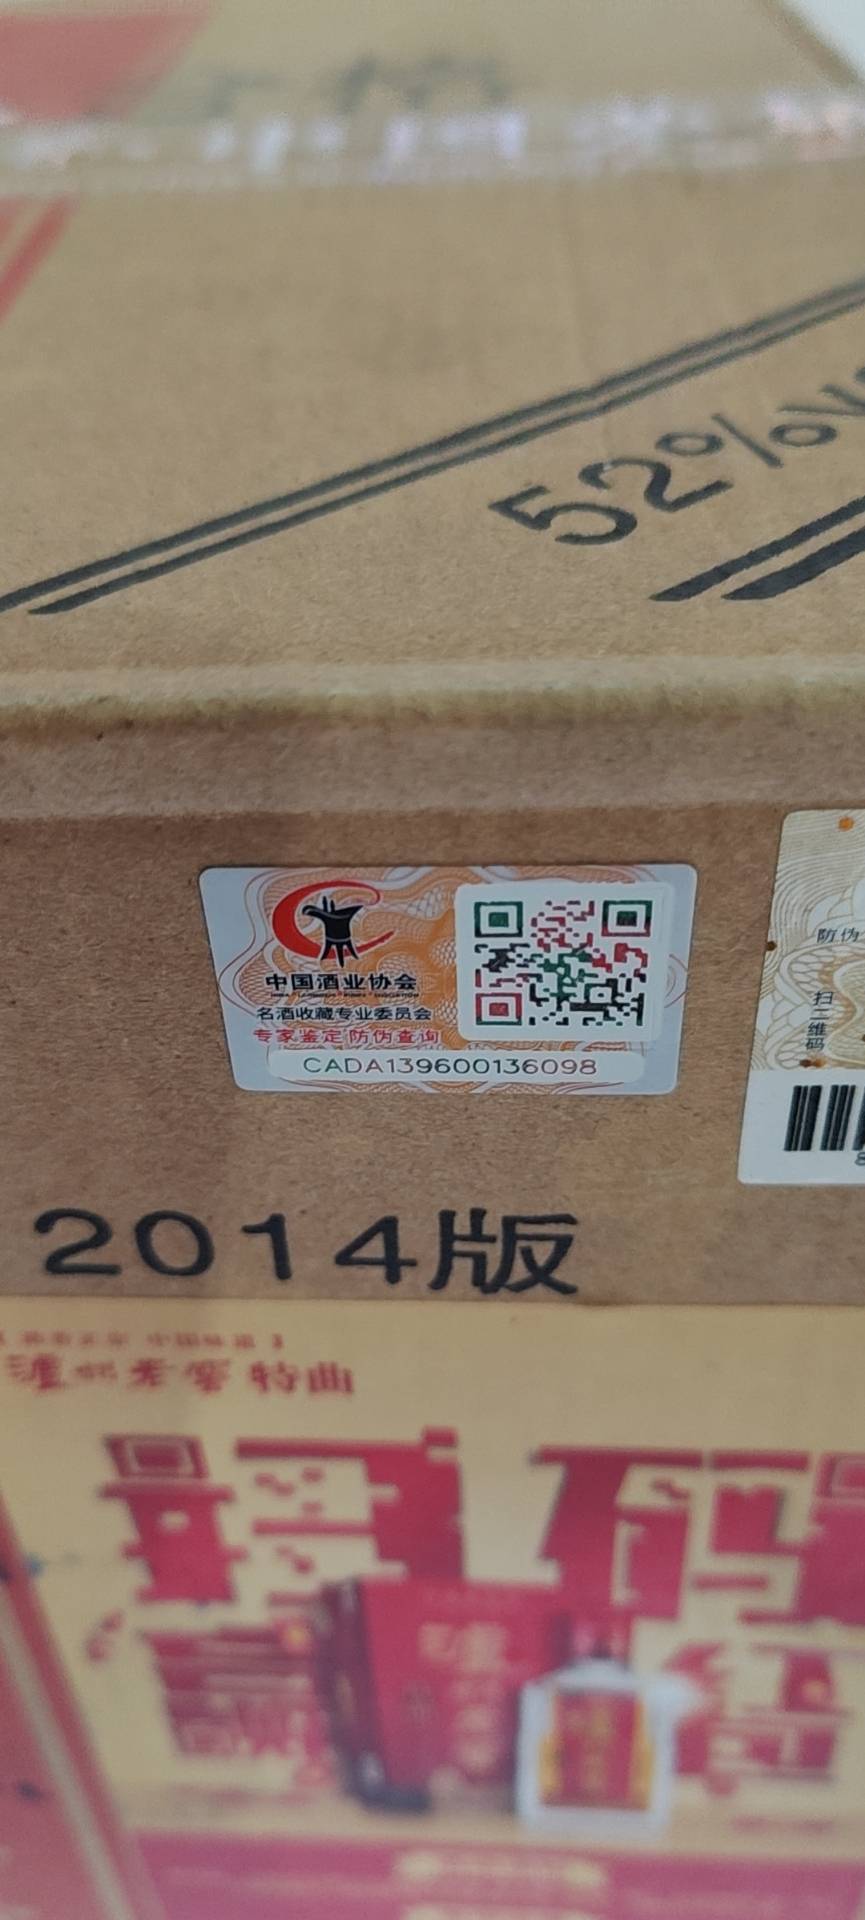 52%
中国酒业协会
名酒收藏专业委员会
专家鉴定 防伪查询
CADA139600136098
防伪
扫二维码
2014版
泸州老窖 特曲